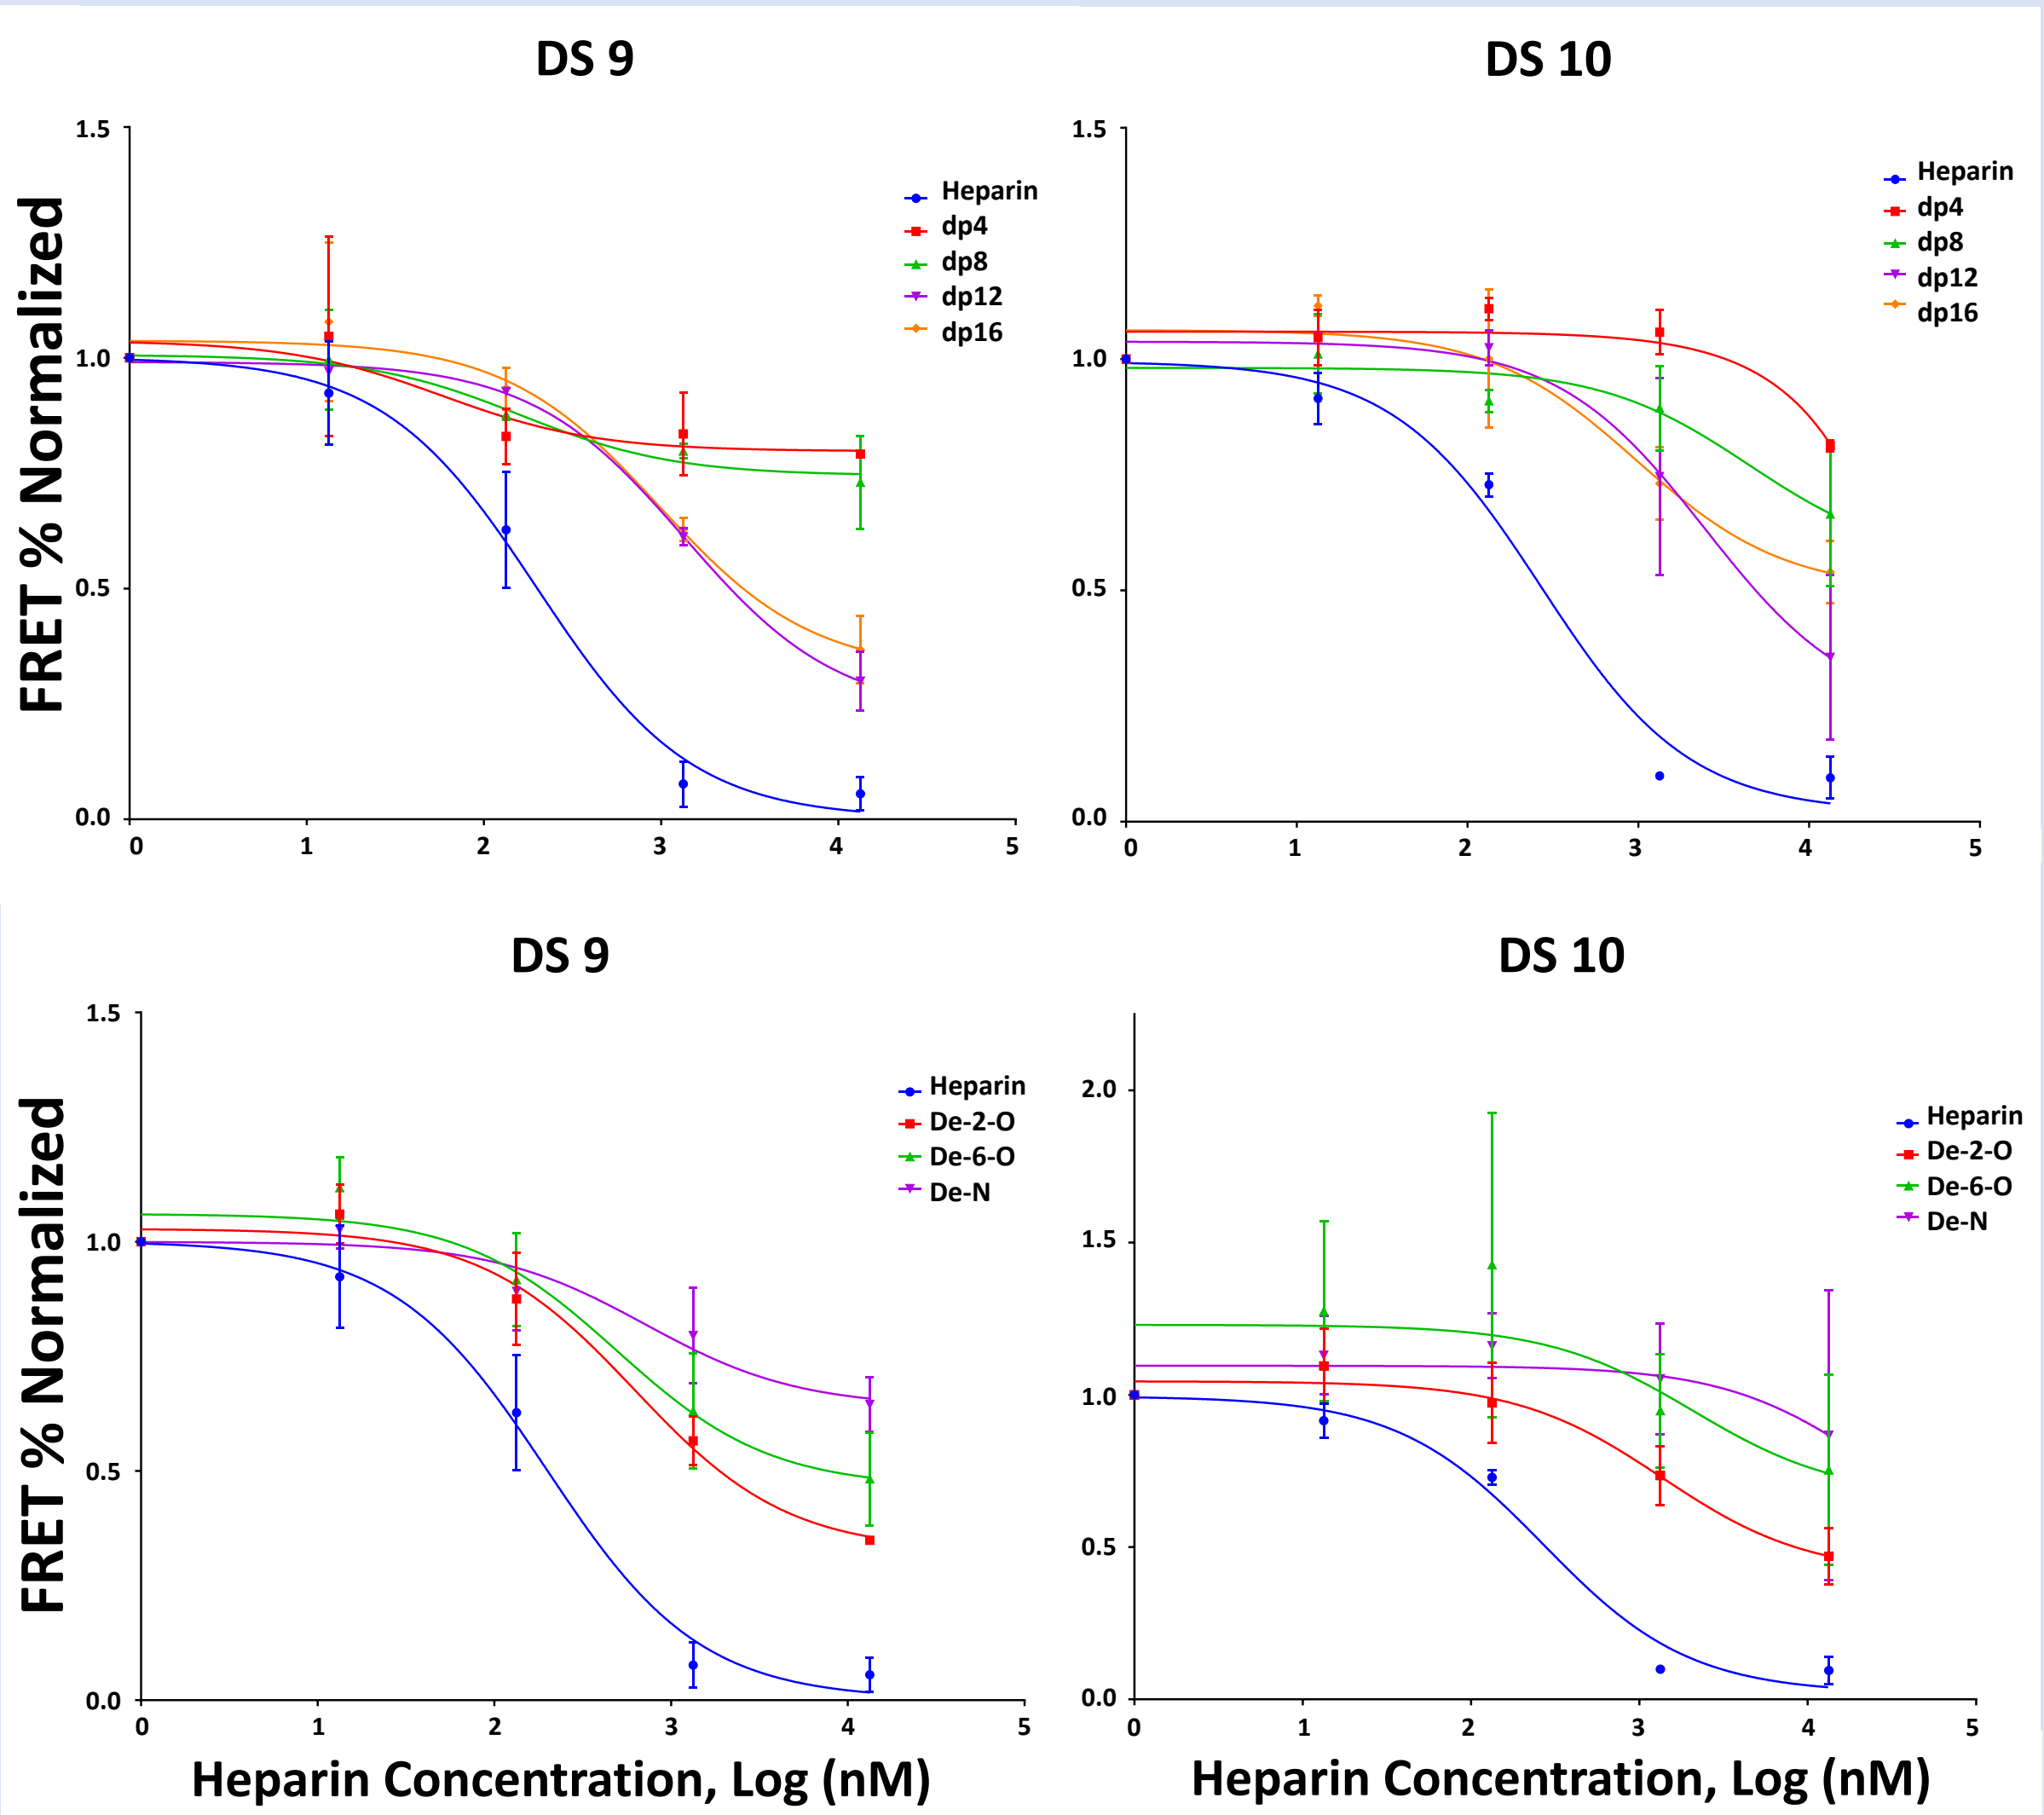 DS 9
FRET % Normalized
1.5
1.0
0.5
0.0
0 1 2 3 4 5
Heparin
dp4
dp8
dp12
dp16
DS 10
1.5
1.0
0.5
0.0
0 1 2 3 4 5
Heparin
dp4
dp8
dp12
dp16
DS 9
FRET % Normalized
1.5
1.0
0.5
0.0
0 1 2 3 4 5
Heparin
De-2-O
De-6-O
De-N
Heparin Concentration, Log (nM)
DS 10
2.0
1.5
1.0
0.5
0.0
0 1 2 3 4 5
Heparin
De-2-O
De-6-O
De-N
Heparin Concentration, Log (nM)